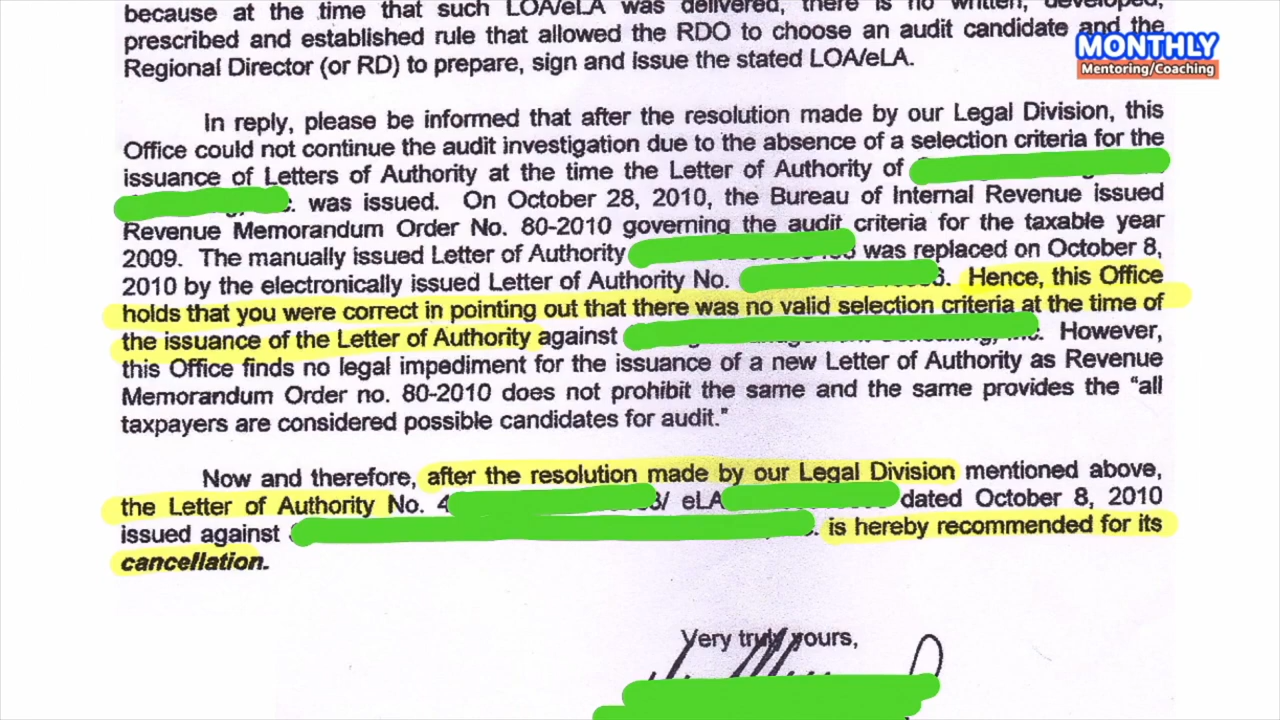 because at the time that such LOA/eLA was delivered, there is no written, developed,
prescribed and established rule that allowed the RDO to choose an audit candidate and the
Regional Director (or RD) to prepare, sign and issue the stated LOA/eLA.
MONTHLY
Mentoring/Coaching
In reply, please be informed that after the resolution made by our Legal Division, this
Office could not continue the audit investigation due to the absence of a selection criteria for the
issuance of Letters of Authority at the time the Letter of Authority of
was issued. On October 28, 2010, the Bureau of Internal Revenue issued
Revenue Memorandum Order No. 80-2010 governing the audit criteria for the taxable year
2009. The manually issued Letter of Authority was replaced on October 8,
2010 by the electronically issued Letter of Authority No. Hence, this Office
holds that you were correct in pointing out that there was no valid selection criteria at the time of
the issuance of the Letter of Authority against However,
this Office finds no legal impediment for the issuance of a new Letter of Authority as Revenue
Memorandum Order no. 80-2010 does not prohibit the same and the same provides the "all
taxpayers are considered possible candidates for audit."
Now and therefore, after the resolution made by our Legal Division mentioned above,
the Letter of Authority No. 4 / eLA dated October 8, 2010
issued against is hereby recommended for its
cancellation.
Very truly yours,